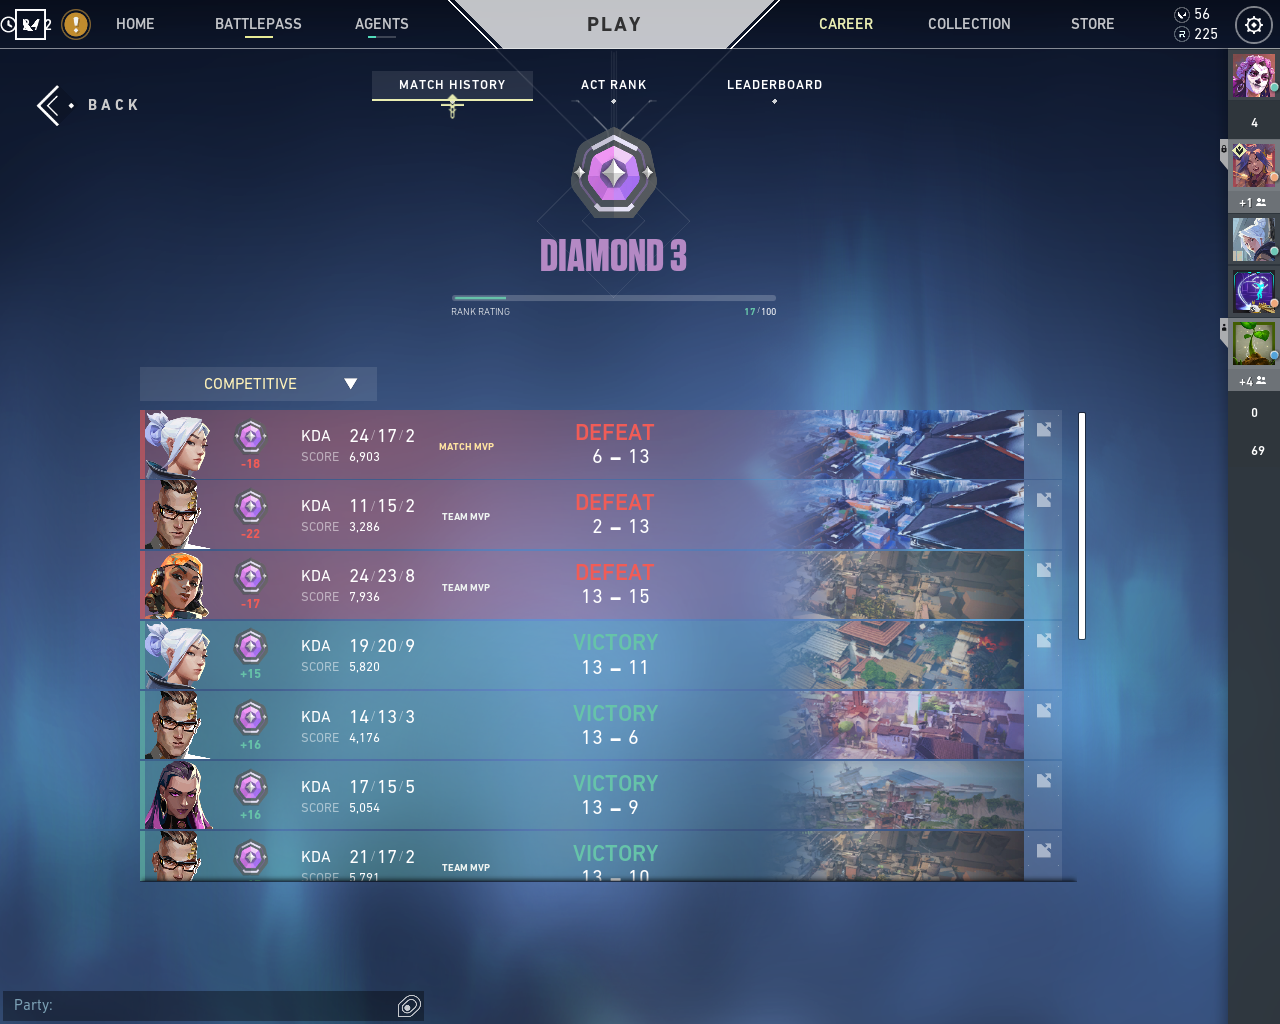 HOME
BATTLEPASS
AGENTS
PLAY
CAREER
COLLECTION
STORE
56
225
MATCH HISTORY
ACT RANK
LEADERBOARD
BACK
DIAMOND 3
RANK RATING
17/100
COMPETITIVE
KDA 24/17/2
SCORE 6,903
-18
MATCH MVP
DEFEAT
6 – 13
KDA 11/15/2
SCORE 3,286
-22
TEAM MVP
DEFEAT
2 – 13
KDA 24/23/8
SCORE 7,936
-17
TEAM MVP
DEFEAT
13 – 15
KDA 19/20/9
SCORE 5,820
+15
VICTORY
13 – 11
KDA 14/13/3
SCORE 4,176
+16
VICTORY
13 – 6
KDA 17/15/5
SCORE 5,054
+16
VICTORY
13 – 9
KDA 21/17/2
SCORE 5,791
TEAM MVP
VICTORY
13 – 10
4
+1
+4
0
69
Party: